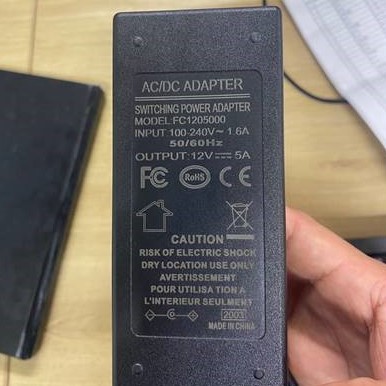 AC/DC ADAPTER
SWITCHING POWER ADAPTER
MODEL:FC1205000
INPUT:100-240V~ 1.6A
50/60Hz
OUTPUT:12V⎓5A
FC RoHS CE
CAUTION
RISK OF ELECTRIC SHOCK
DRY LOCATION USE ONLY
AVERTISSEMENT
POUR UTILISATION A
L'INTERIEUR SEULMENT
2003
MADE IN CHINA